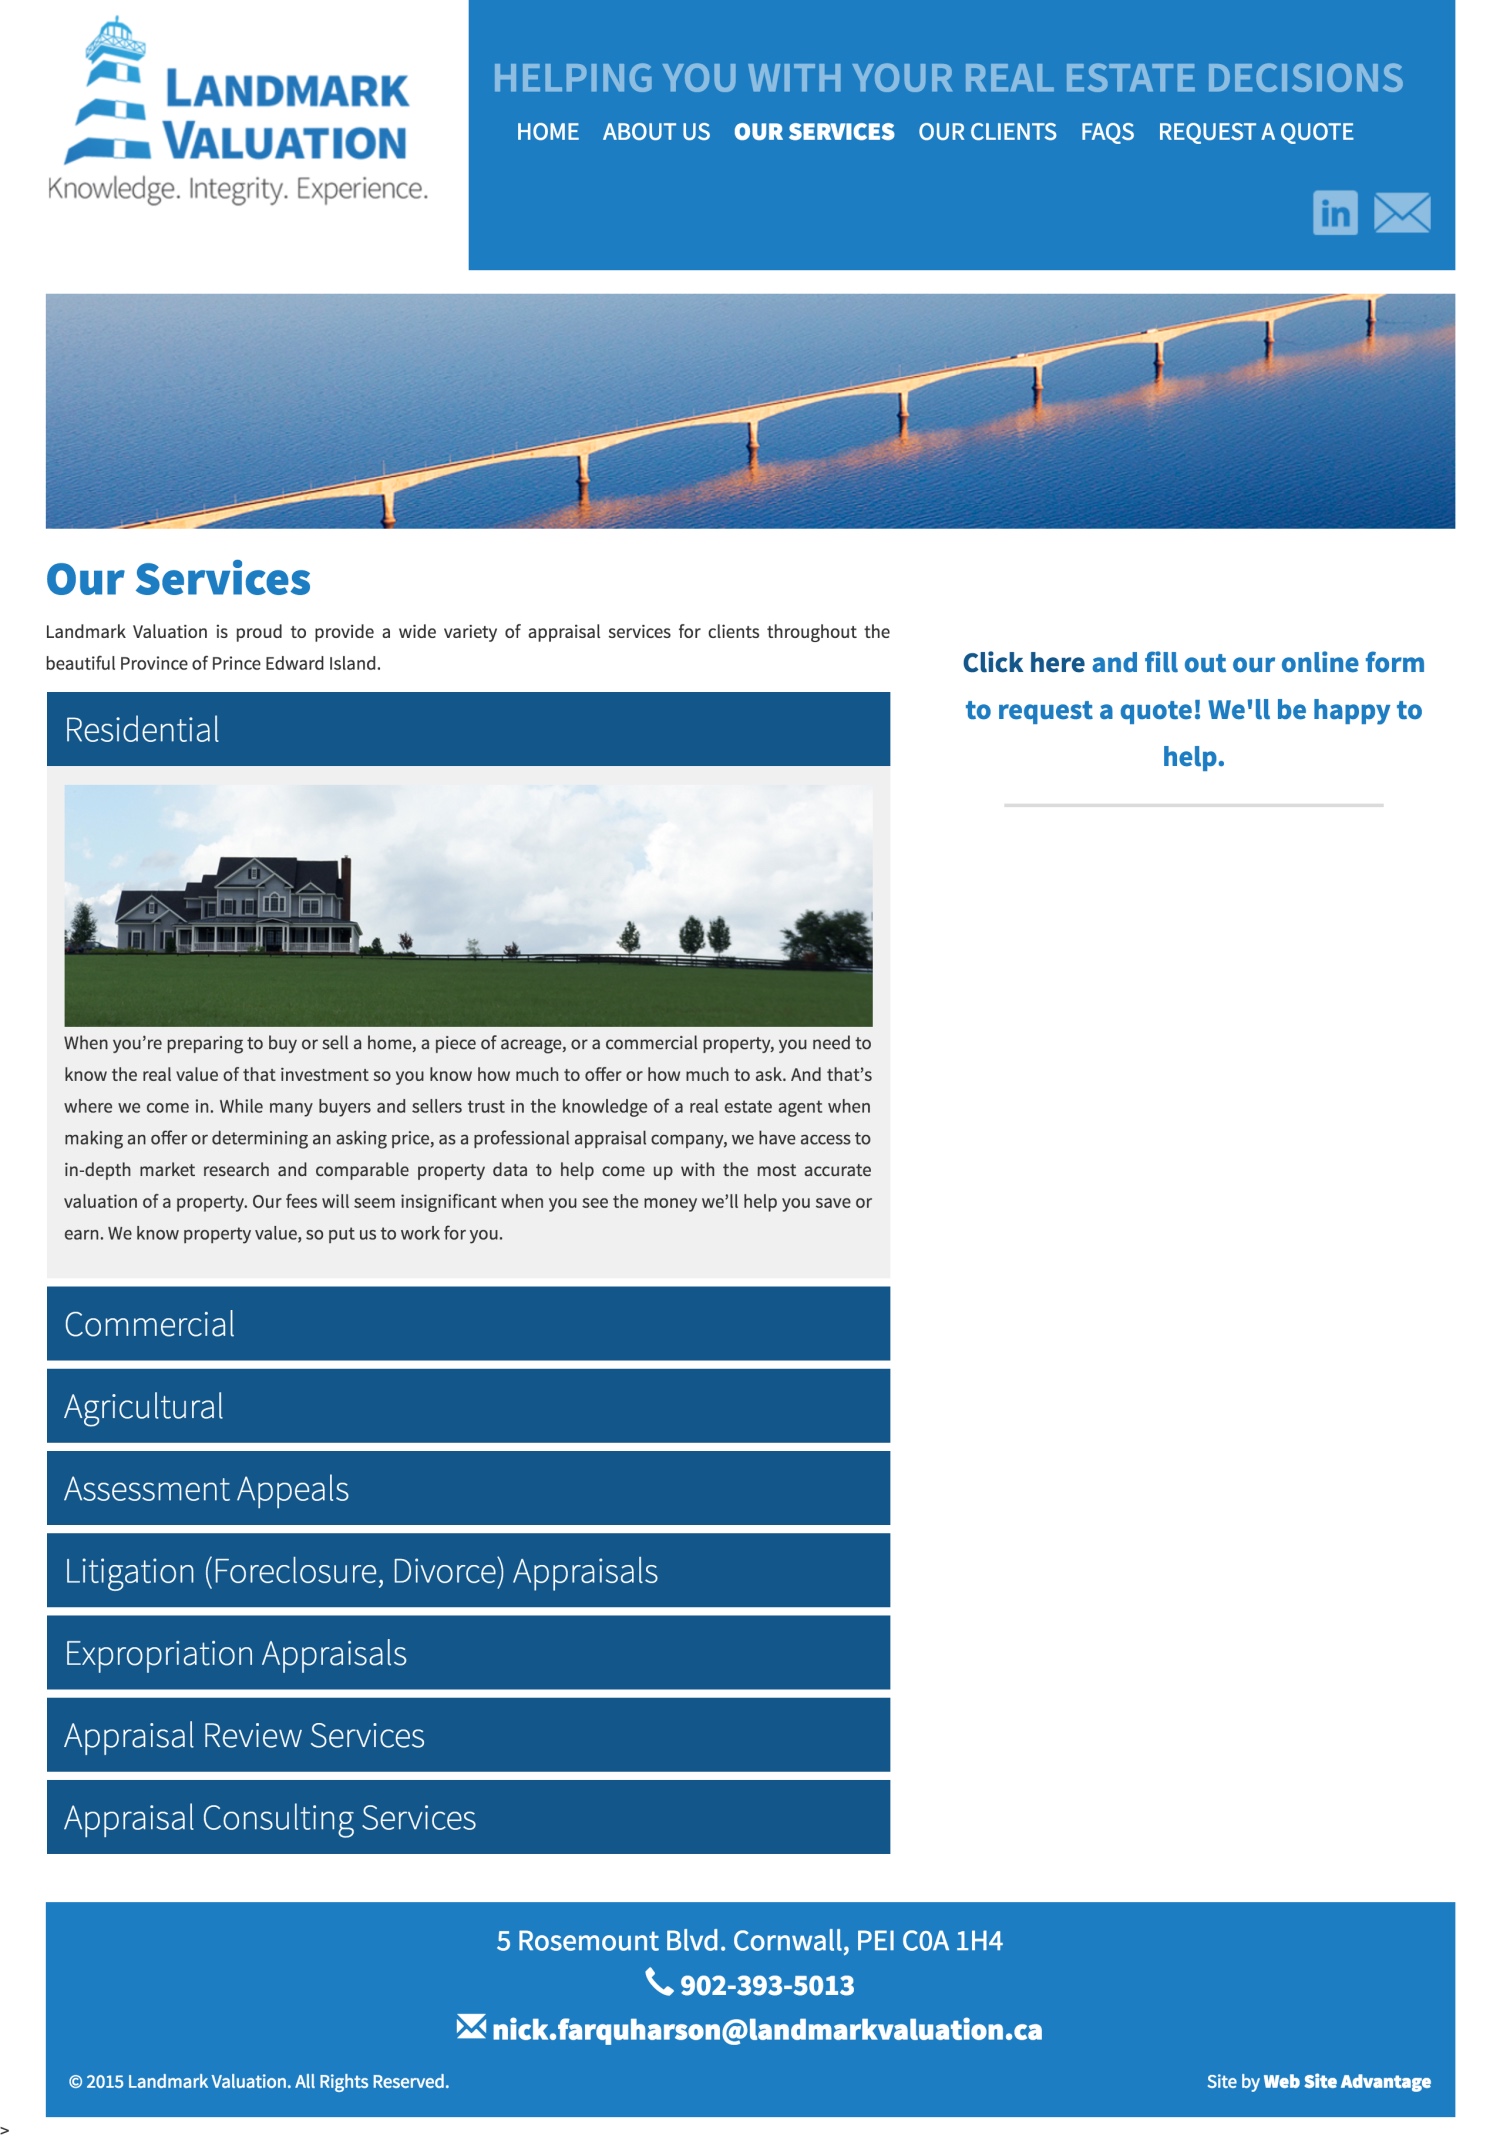 LANDMARK
VALUATION
Knowledge. Integrity. Experience.
HELPING YOU WITH YOUR REAL ESTATE DECISIONS
HOME ABOUT US OUR SERVICES OUR CLIENTS FAQS REQUEST A QUOTE
in
Our Services
Landmark Valuation is proud to provide a wide variety of appraisal services for clients throughout the
beautiful Province of Prince Edward Island.
Click here and fill out our online form
to request a quote! We'll be happy to
help.
Residential
When you’re preparing to buy or sell a home, a piece of acreage, or a commercial property, you need to
know the real value of that investment so you know how much to offer or how much to ask. And that’s
where we come in. While many buyers and sellers trust in the knowledge of a real estate agent when
making an offer or determining an asking price, as a professional appraisal company, we have access to
in-depth market research and comparable property data to help come up with the most accurate
valuation of a property. Our fees will seem insignificant when you see the money we’ll help you save or
earn. We know property value, so put us to work for you.
Commercial
Agricultural
Assessment Appeals
Litigation (Foreclosure, Divorce) Appraisals
Expropriation Appraisals
Appraisal Review Services
Appraisal Consulting Services
5 Rosemount Blvd. Cornwall, PEI C0A 1H4
902-393-5013
nick.farquharson@landmarkvaluation.ca
© 2015 Landmark Valuation. All Rights Reserved.
Site by Web Site Advantage
>